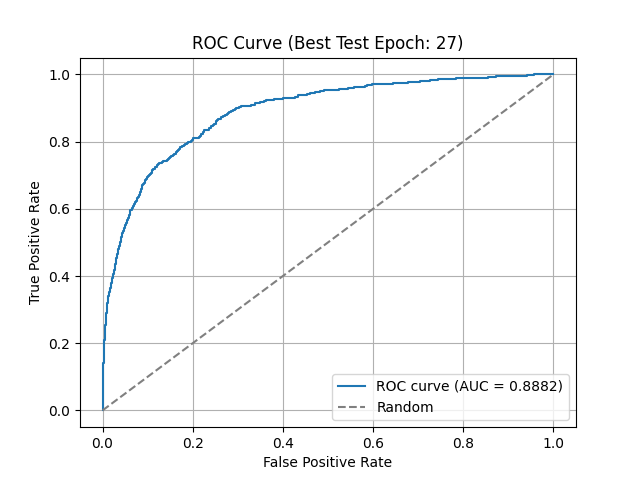 ROC Curve (Best Test Epoch: 27)
True Positive Rate
1.0
0.8
0.6
0.4
0.2
0.0
ROC curve (AUC = 0.8882)
Random
0.0 0.2 0.4 0.6 0.8 1.0
False Positive Rate